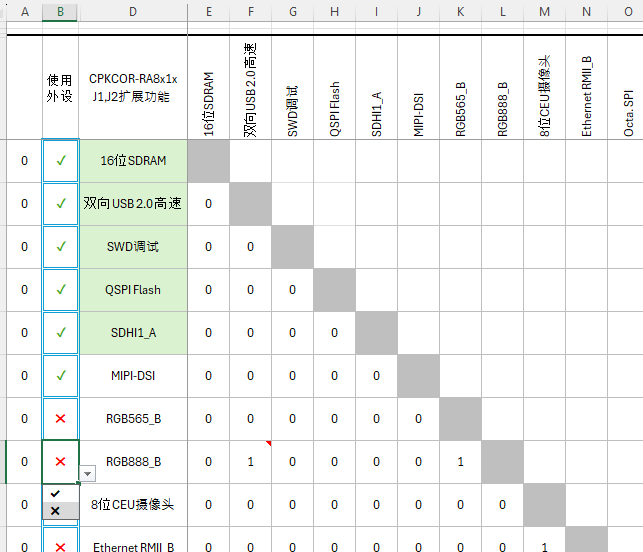 A B D E F G H I J K L M N O
使用
外设
CPKCOR-RA8x1x
J1,J2扩展功能
16位SDRAM
双向USB2.0高速
SWD调试
QSPI Flash
SDHI1_A
MIPI-DSI
RGB565_B
RGB888_B
8位CEU摄像头
Ethernet RMII_B
Octa. SPI
0 ✓ 16位SDRAM
0 ✓ 双向USB2.0高速 0
0 ✓ SWD调试 0 0
0 ✓ QSPI Flash 0 0 0
0 ✓ SDHI1_A 0 0 0 0
0 ✓ MIPI-DSI 0 0 0 0 0
0 ✕ RGB565_B 0 0 0 0 0 0
0 ✕ RGB888_B 0 1 0 0 0 0 1
✓
0 ✕ 8位CEU摄像头 0 0 0 0 0 0 0 0
0 ✕ Ethernet RMII_B 0 0 0 0 0 0 0 0 1